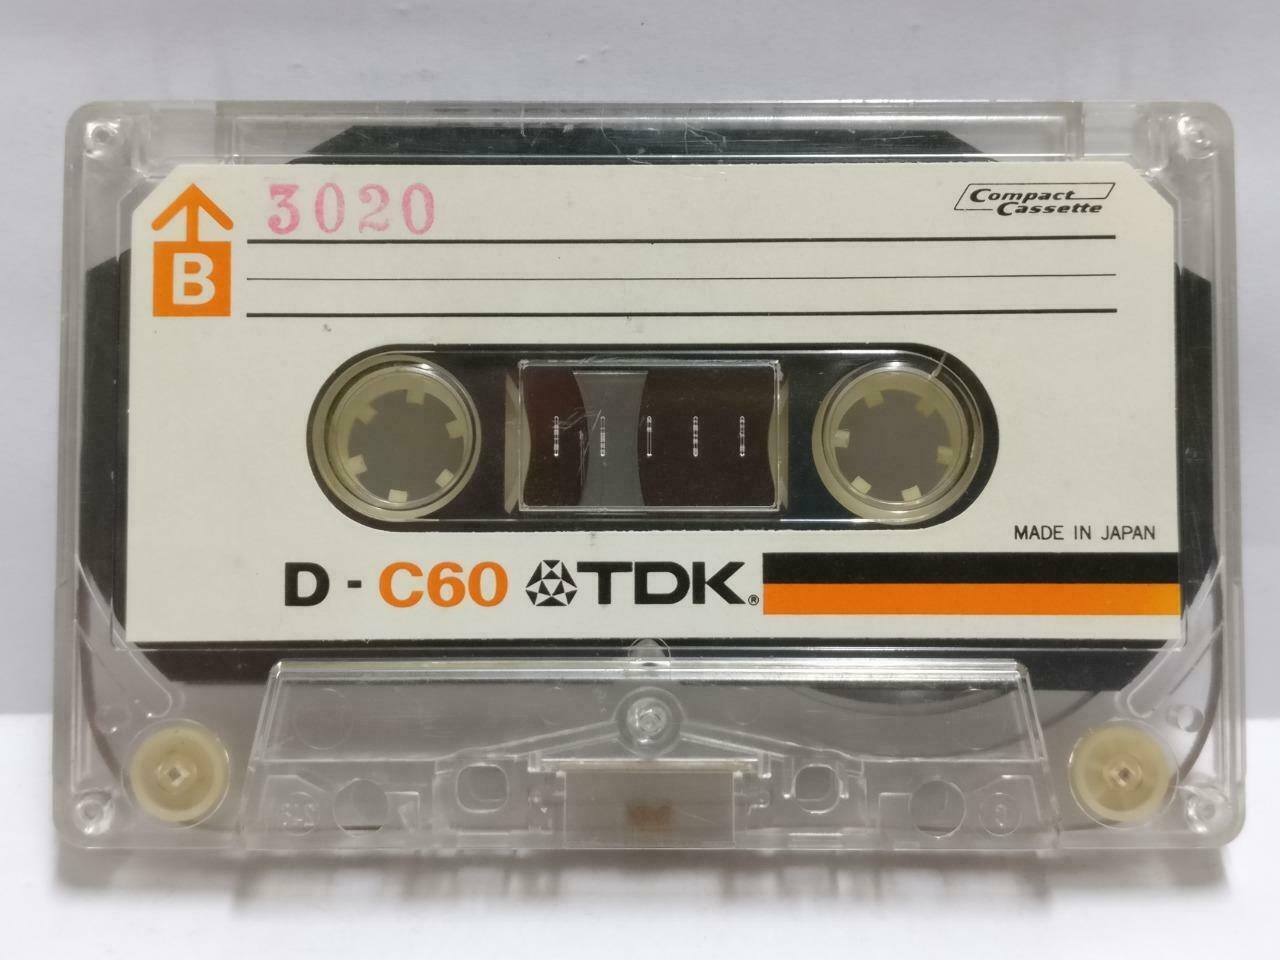 3020
Compact
Cassette
B
MADE IN JAPAN
D - C60 TDK®